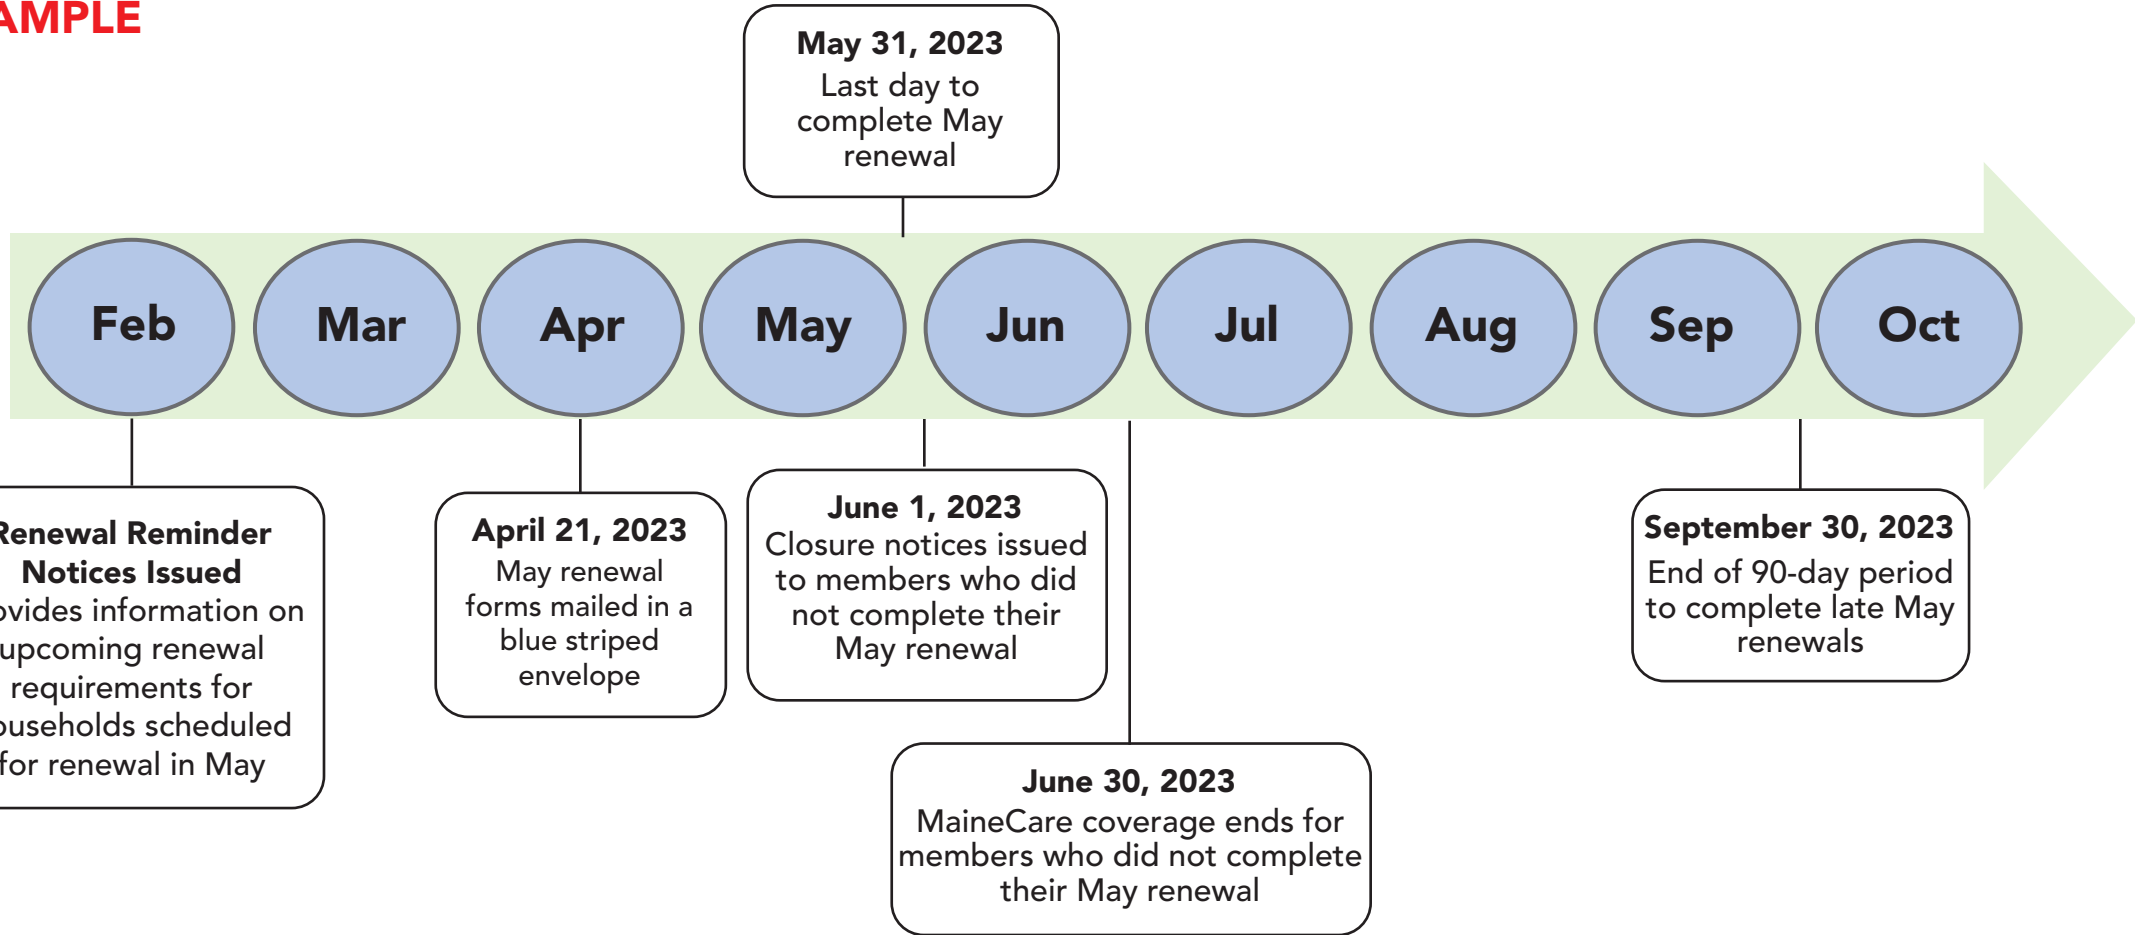 AMPLE
May 31, 2023
Last day to
complete May
renewal
Feb
Mar
Apr
May
Jun
Jul
Aug
Sep
Oct
Renewal Reminder
Notices Issued
ovides information on
upcoming renewal
requirements for
ouseholds scheduled
for renewal in May
April 21, 2023
May renewal
forms mailed in a
blue striped
envelope
June 1, 2023
Closure notices issued
to members who did
not complete their
May renewal
June 30, 2023
MaineCare coverage ends for
members who did not complete
their May renewal
September 30, 2023
End of 90-day period
to complete late May
renewals